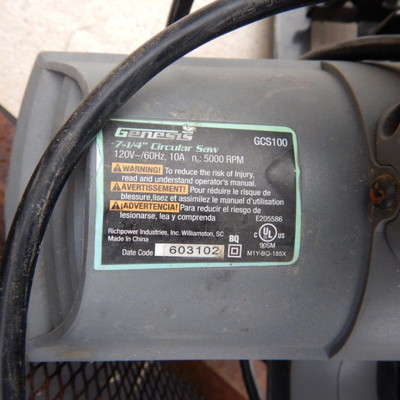 Genesis
7-1/4" Circular Saw GCS100
120V~/60Hz, 10A n₀: 5000 RPM
WARNING! To reduce the risk of Injury,
read and understand operator's manual.
AVERTISSEMENT! Pour réduire le risque de
blessure,lisez et assimilez le manuel d'utilisation.
¡ADVERTENCIA! Para reducir el riesgo de
lesionarse, lea y comprenda
E205586
Richpower Industries, Inc. Williamston, SC
Made In China
BQ
C UL US
90SM
Date Code 603102
M1Y-BQ-185X